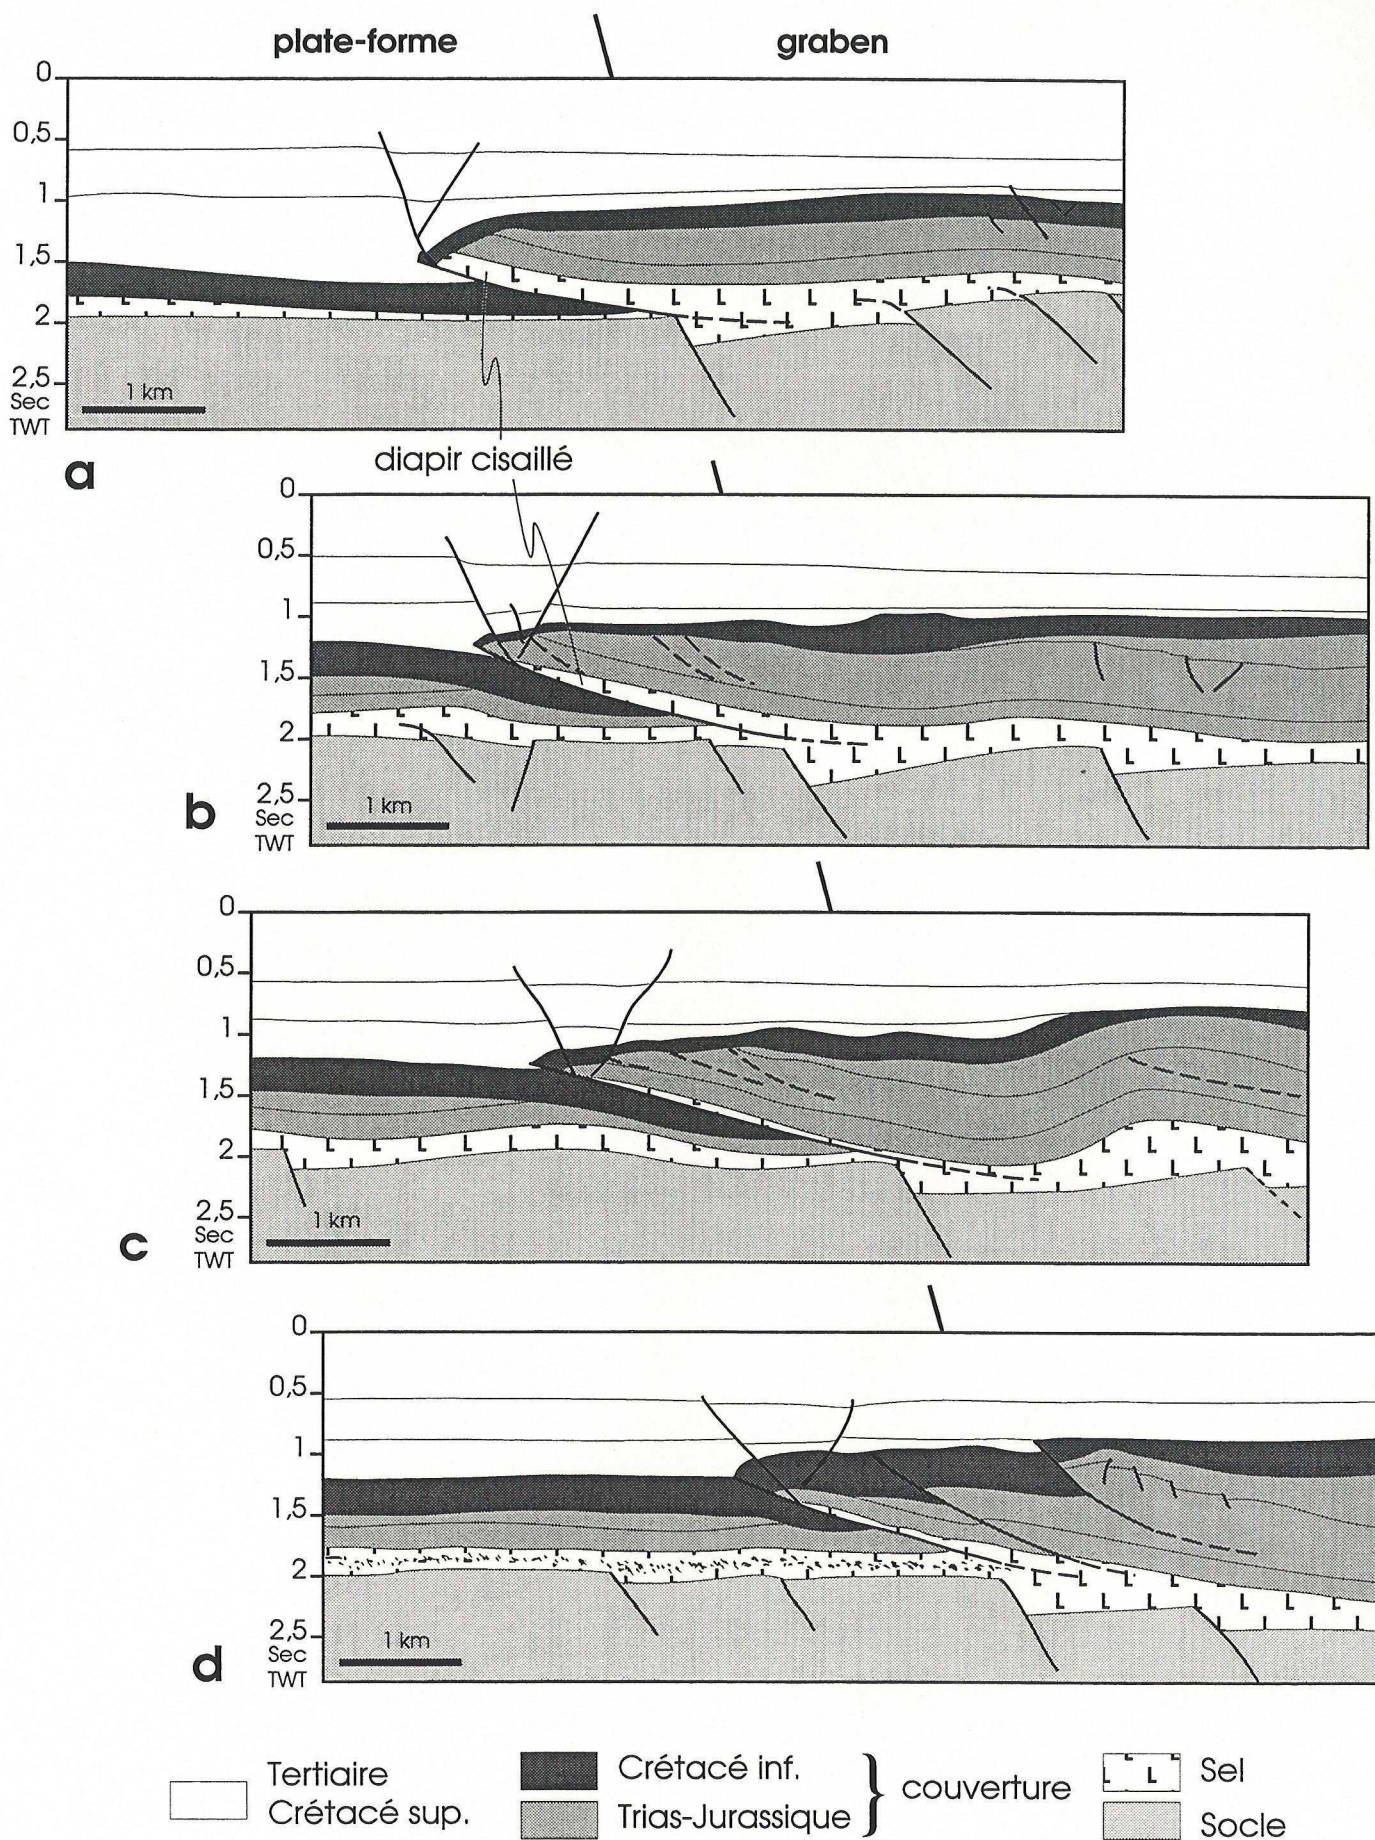 plate-forme graben
0
0,5
1
1,5
2
2,5
Sec
TWT
1 km
a
diapir cisaillé
0
0,5
1
1,5
2
2,5
Sec
TWT
1 km
b
0
0,5
1
1,5
2
2,5
Sec
TWT
1 km
c
0
0,5
1
1,5
2
2,5
Sec
TWT
1 km
d
Tertiaire
Crétacé sup.
Crétacé inf.
Trias-Jurassique
couverture
Sel
Socle